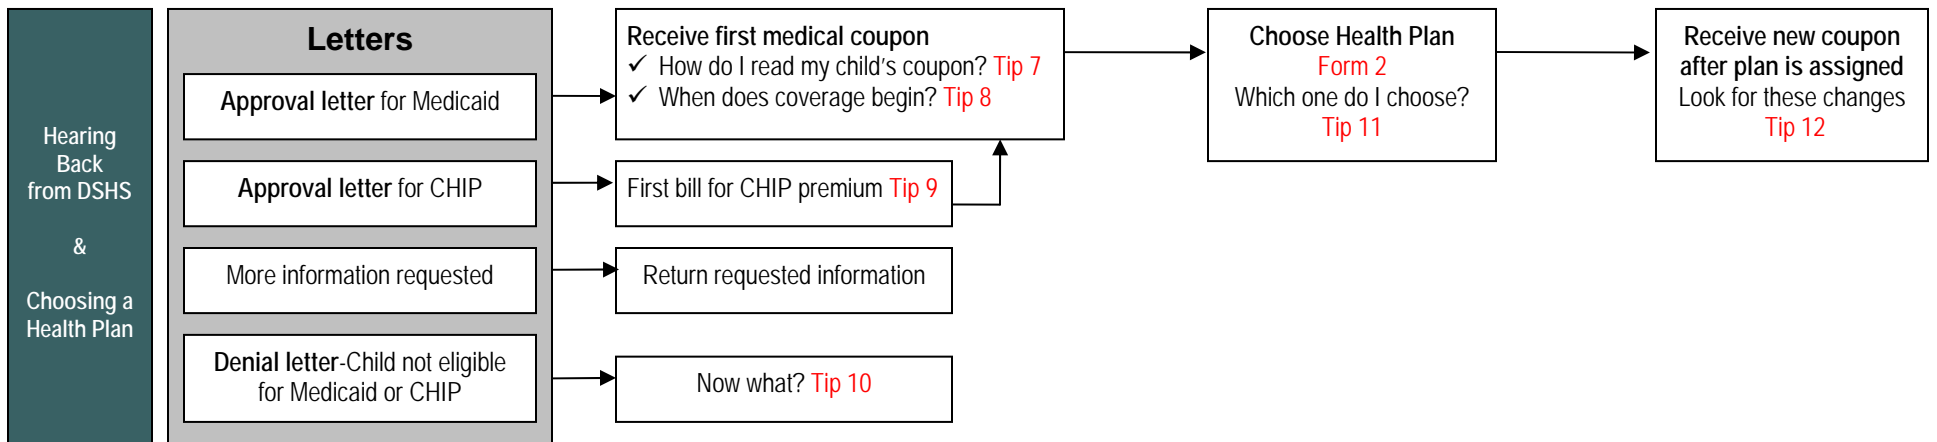 Hearing
Back
from DSHS
&
Choosing a
Health Plan
Letters
Approval letter for Medicaid
Approval letter for CHIP
More information requested
Denial letter-Child not eligible
for Medicaid or CHIP
Receive first medical coupon
✓ How do I read my child's coupon? Tip 7
✓ When does coverage begin? Tip 8
First bill for CHIP premium Tip 9
Return requested information
Now what? Tip 10
Choose Health Plan
Form 2
Which one do I choose?
Tip 11
Receive new coupon
after plan is assigned
Look for these changes
Tip 12